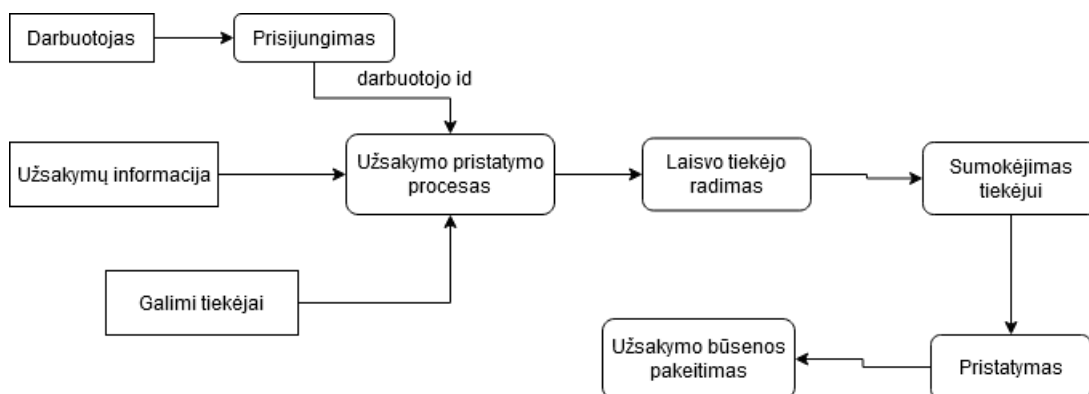 Darbuotojas
Prisijungimas
darbuotojo id
Užsakymų informacija
Užsakymo pristatymo
procesas
Laisvo tiekėjo
radimas
Sumokėjimas
tiekėjui
Galimi tiekėjai
Užsakymo būsenos
pakeitimas
Pristatymas